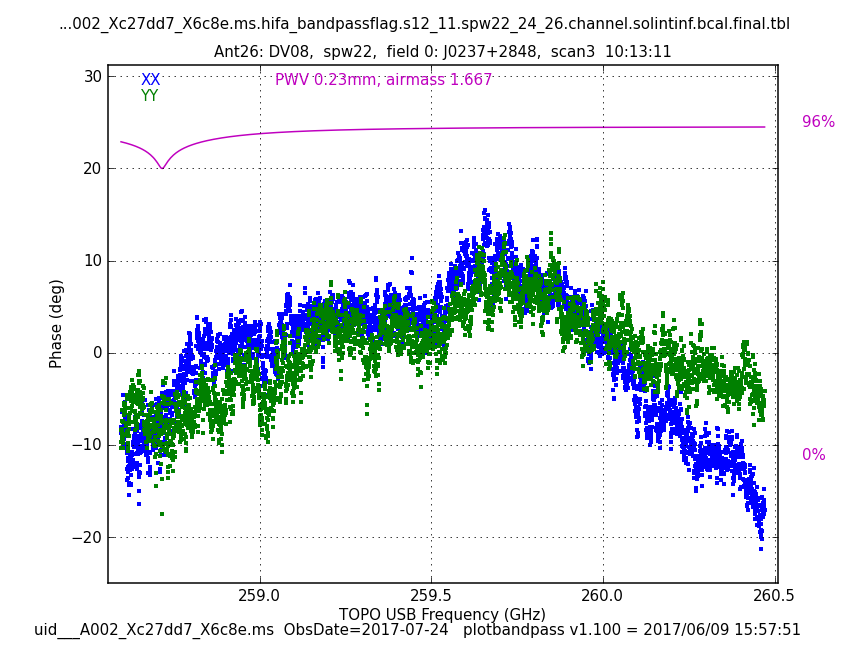 ...002_Xc27dd7_X6c8e.ms.hifa_bandpassflag.s12_11.spw22_24_26.channel.solintinf.bcal.final.tbl
Ant26: DV08,  spw22,  field 0: J0237+2848,  scan3  10:13:11
XX
PWV 0.23mm, airmass 1.667
YY
96%
0%
30
20
10
0
−10
−20
Phase (deg)
259.0
259.5
260.0
260.5
TOPO USB Frequency (GHz)
uid___A002_Xc27dd7_X6c8e.ms  ObsDate=2017-07-24   plotbandpass v1.100 = 2017/06/09 15:57:51